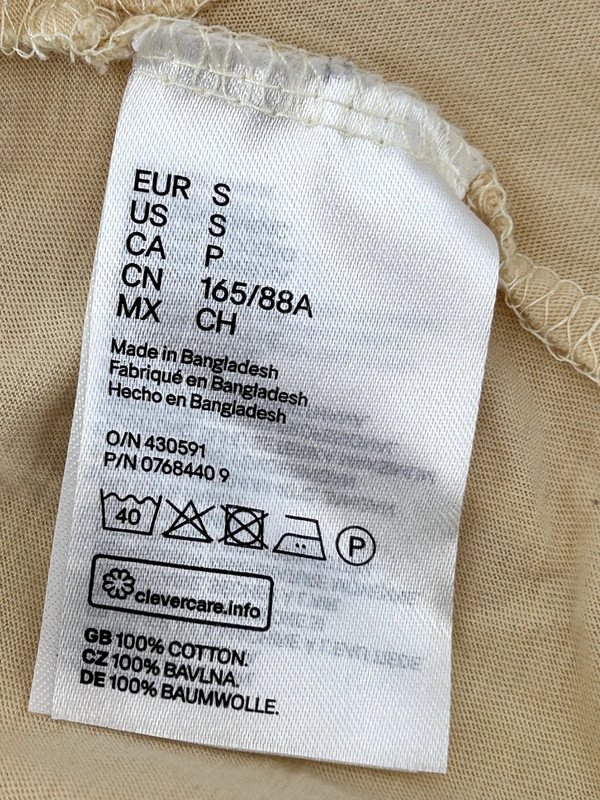 EUR S
US S
CA P
CN 165/88A
MX CH
Made in Bangladesh
Fabriqué en Bangladesh
Hecho en Bangladesh
O/N 430591
P/N 0768440 9
40 P
clevercare.info
GB 100% COTTON.
CZ 100% BAVLNA.
DE 100% BAUMWOLLE.